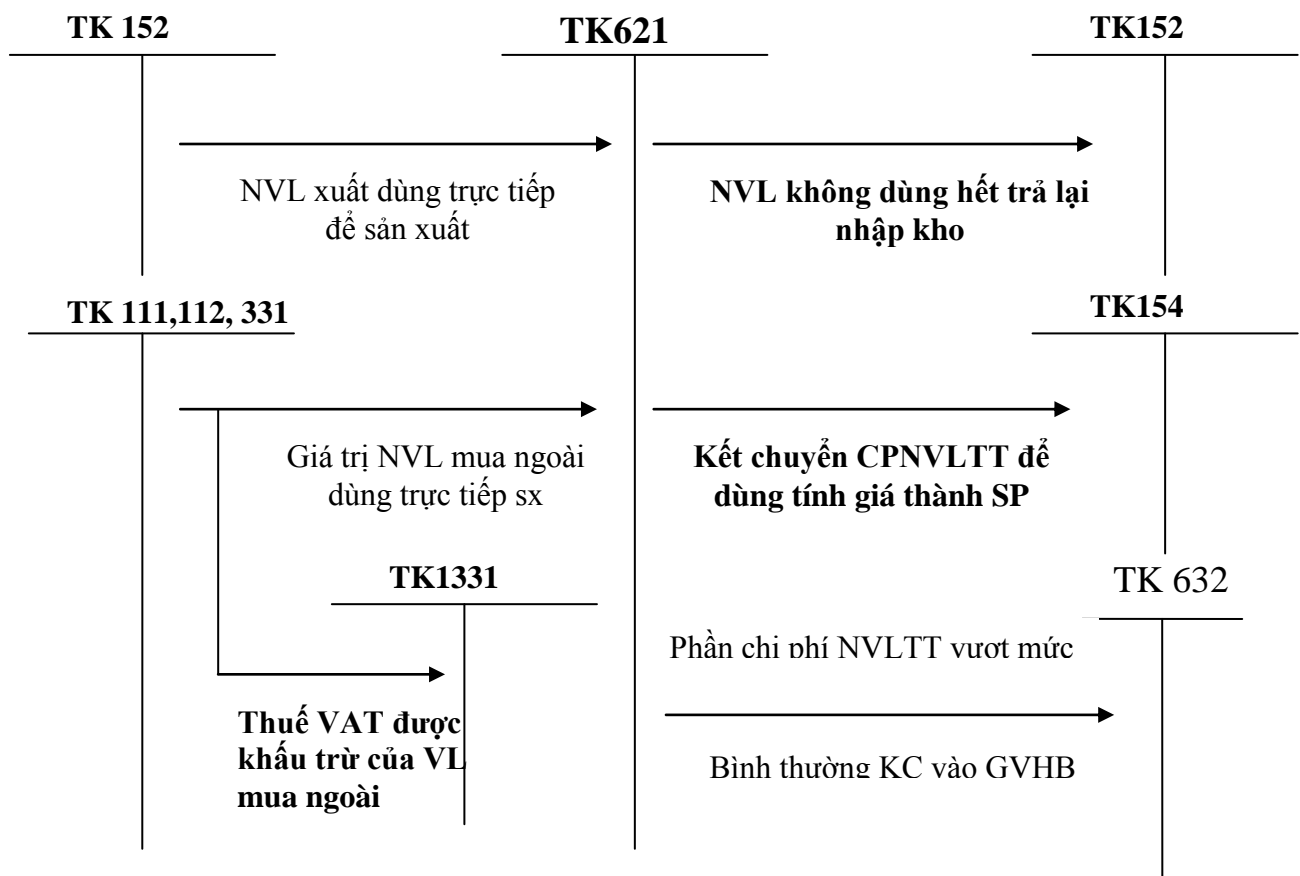 TK 152
TK621
TK152
NVL xuất dùng trực tiếp
để sản xuất
NVL không dùng hết trả lại
nhập kho
TK 111,112, 331
TK154
Giá trị NVL mua ngoài
dùng trực tiếp sx
Kết chuyển CPNVLTT để
dùng tính giá thành SP
TK1331
TK 632
Phần chi phí NVLTT vượt mức
Thuế VAT được
khấu trừ của VL
mua ngoài
Bình thường KC vào GVHB